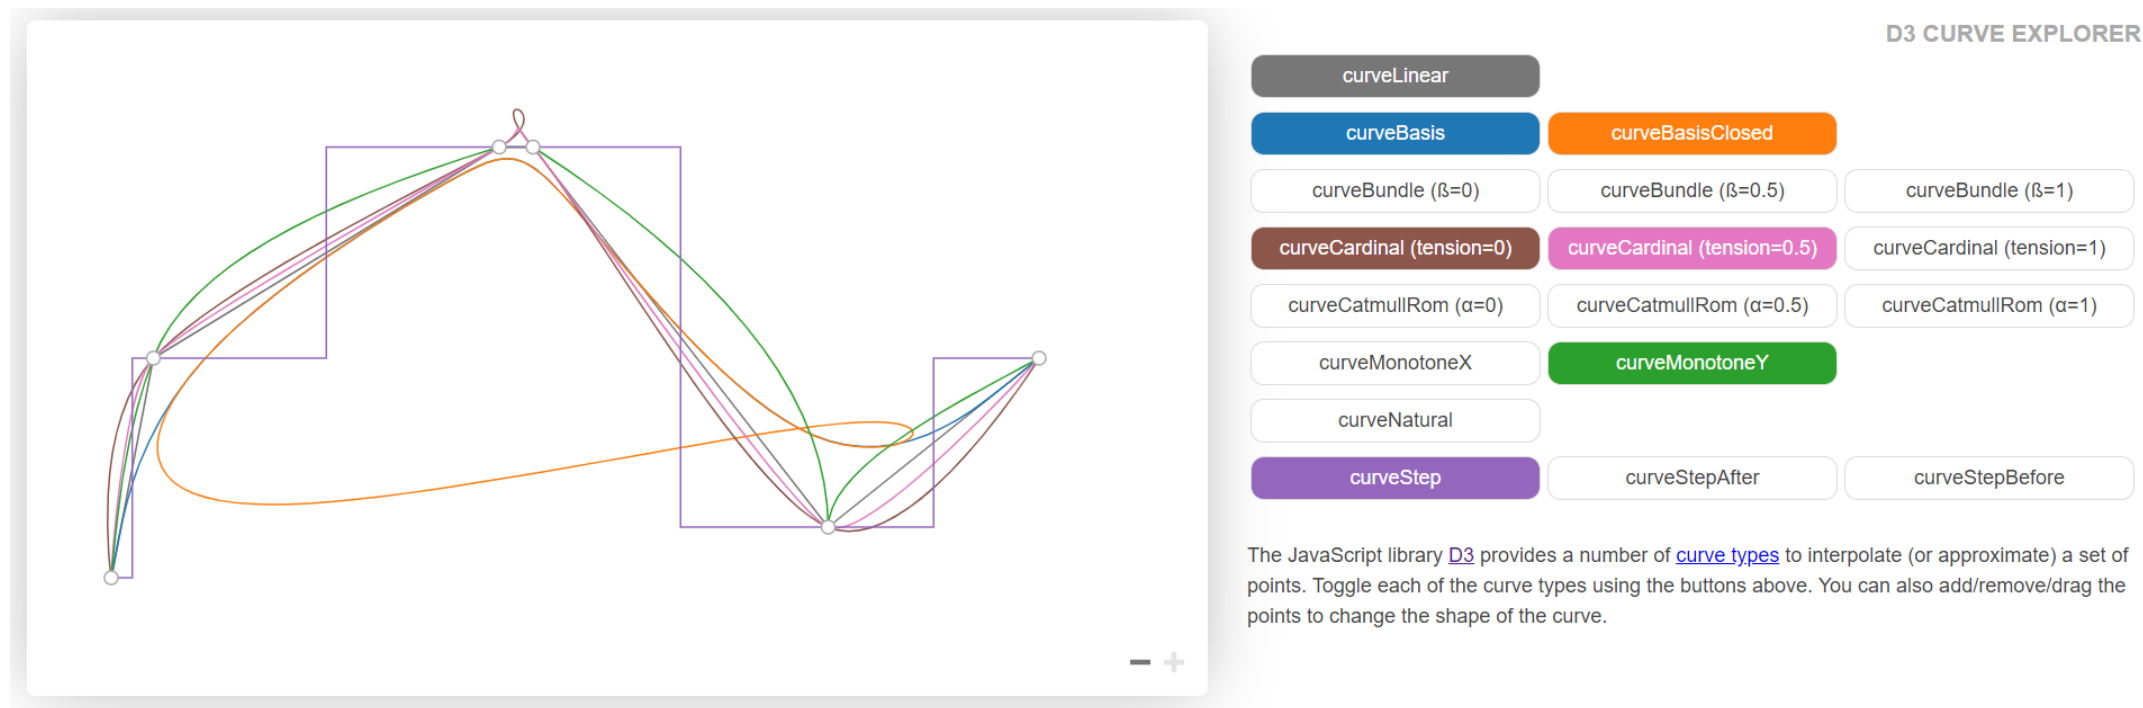 D3 CURVE EXPLORER
curveLinear
curveBasis curveBasisClosed
curveBundle (ß=0) curveBundle (ß=0.5) curveBundle (ß=1)
curveCardinal (tension=0) curveCardinal (tension=0.5) curveCardinal (tension=1)
curveCatmullRom (α=0) curveCatmullRom (α=0.5) curveCatmullRom (α=1)
curveMonotoneX curveMonotoneY
curveNatural
curveStep curveStepAfter curveStepBefore
The JavaScript library D3 provides a number of curve types to interpolate (or approximate) a set of
points. Toggle each of the curve types using the buttons above. You can also add/remove/drag the
points to change the shape of the curve.